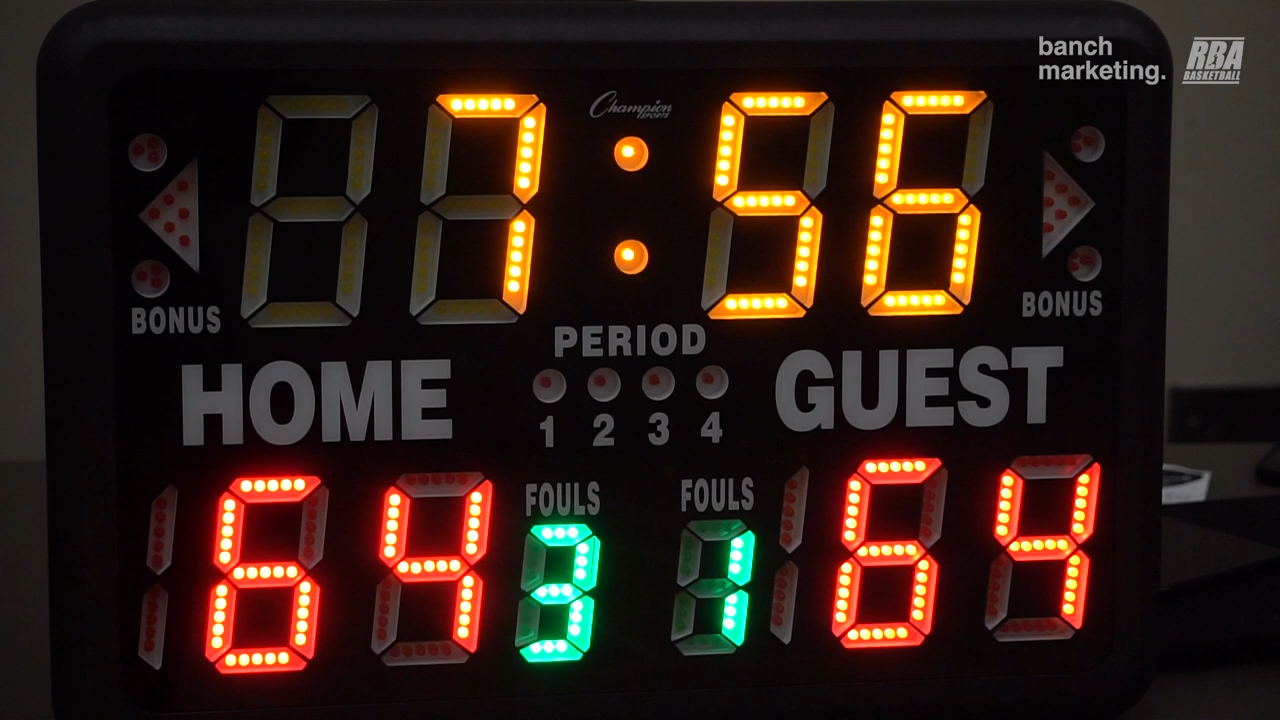 banch
marketing.
RBA
BASKETBALL
Champion
SPORTS
7:56
BONUS
BONUS
PERIOD
HOME
GUEST
1 2 3 4
FOULS
FOULS
64 3 1 64